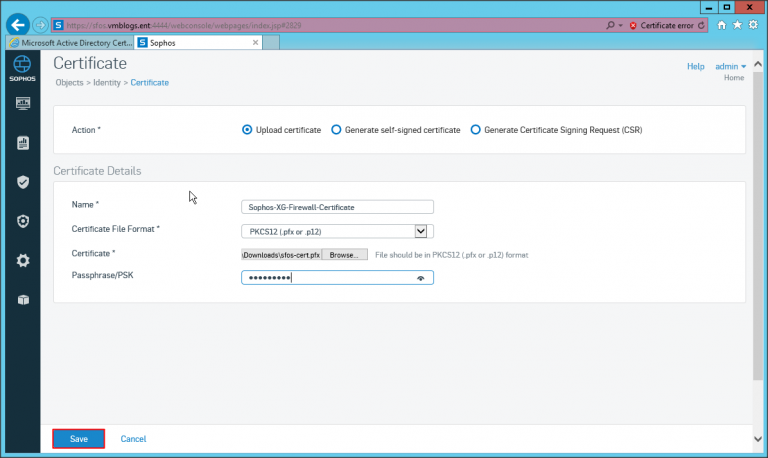 https://sfos.vmblogs.ent:4444/webconsole/webpages/index.jsp#2829
Certificate error
Microsoft Active Directory Cert...
Sophos
SOPHOS
Certificate
Help
admin
Objects > Identity > Certificate
Home
Action *
Upload certificate
Generate self-signed certificate
Generate Certificate Signing Request (CSR)
Certificate Details
Name *
Sophos-XG-Firewall-Certificate
Certificate File Format *
PKCS12 (.pfx or .p12)
Certificate *
\Downloads\sfos-cert.pfx
Browse...
File should be in PKCS12 (.pfx or .p12) format
Passphrase/PSK
•••••••••
Save
Cancel